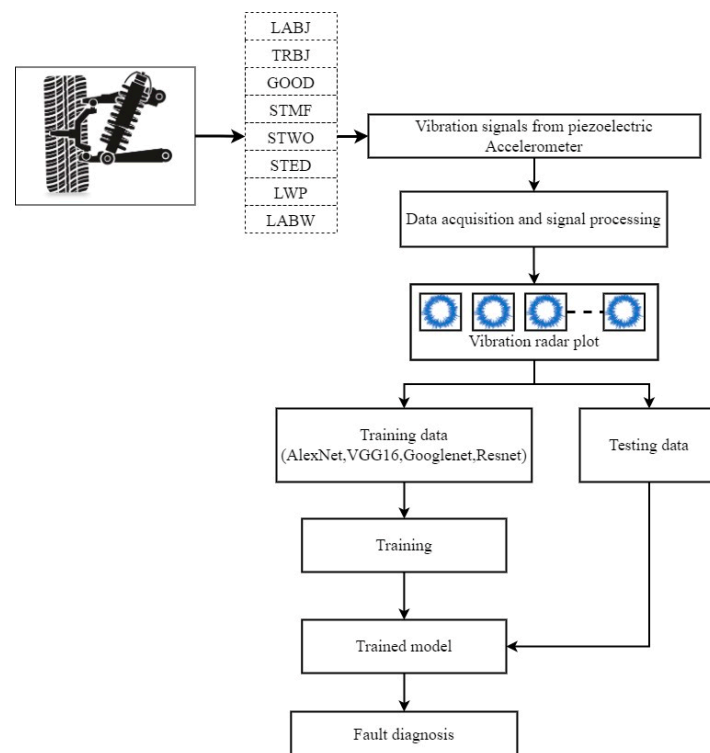 LABJ
TRBJ
GOOD
STMF
STWO
STED
LWP
LABW
Vibration signals from piezoelectric
Accelerometer
Data acquisition and signal processing
Vibration radar plot
Training data
(AlexNet,VGG16,Googlenet,Resnet)
Testing data
Training
Trained model
Fault diagnosis